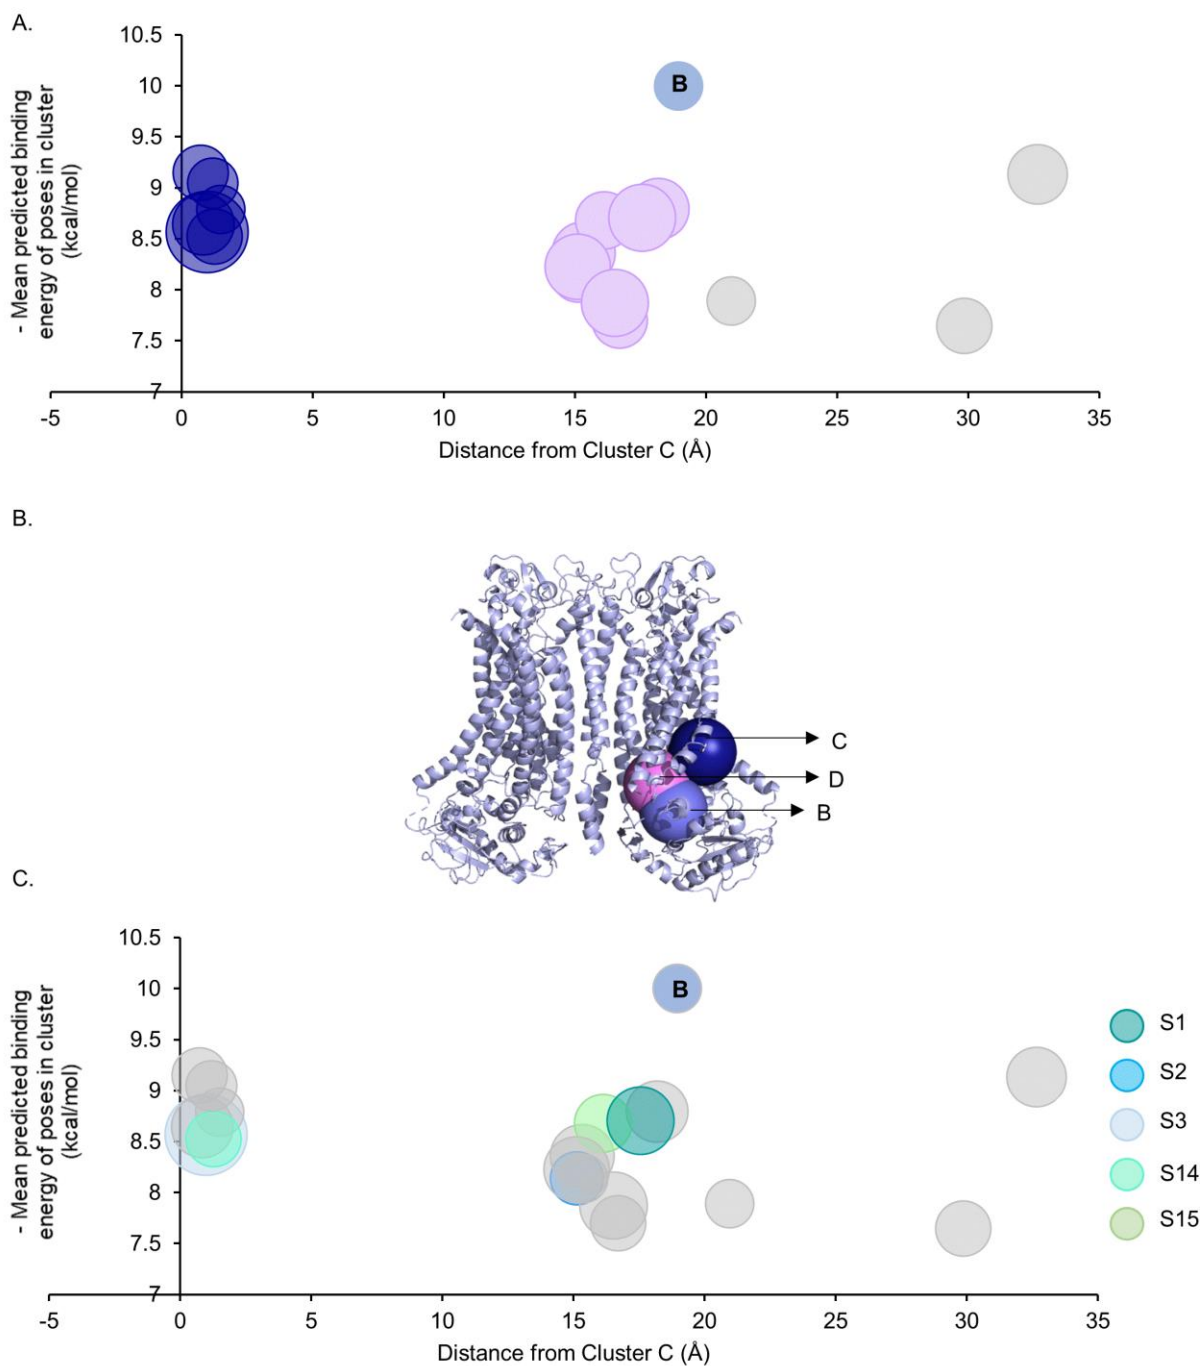 A.
10.5
10
9.5
9
8.5
8
7.5
7
- Mean predicted binding
energy of poses in cluster
(kcal/mol)
B
-5 0 5 10 15 20 25 30 35
Distance from Cluster C (Å)
B.
C
D
B
C.
10.5
10
9.5
9
8.5
8
7.5
7
- Mean predicted binding
energy of poses in cluster
(kcal/mol)
B
S1
S2
S3
S14
S15
-5 0 5 10 15 20 25 30 35
Distance from Cluster C (Å)